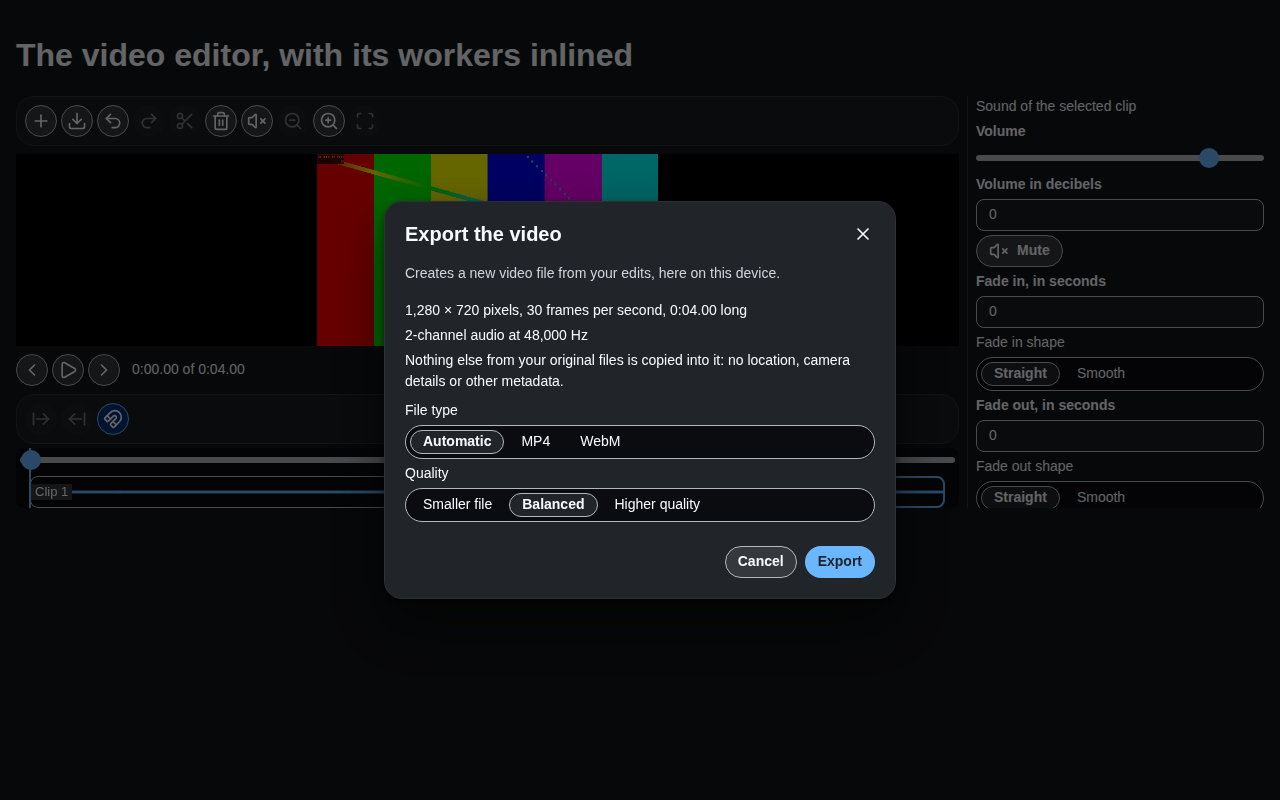 The video editor, with its workers inlined
Sound of the selected clip
Volume
Volume in decibels
0
Mute
Fade in, in seconds
0
Fade in shape
Straight Smooth
Fade out, in seconds
0
Fade out shape
Straight Smooth
Export the video
Creates a new video file from your edits, here on this device.
1,280 × 720 pixels, 30 frames per second, 0:04.00 long
2-channel audio at 48,000 Hz
Nothing else from your original files is copied into it: no location, camera
details or other metadata.
File type
Automatic MP4 WebM
Quality
Smaller file Balanced Higher quality
Cancel Export
0:00.00 of 0:04.00
Clip 1